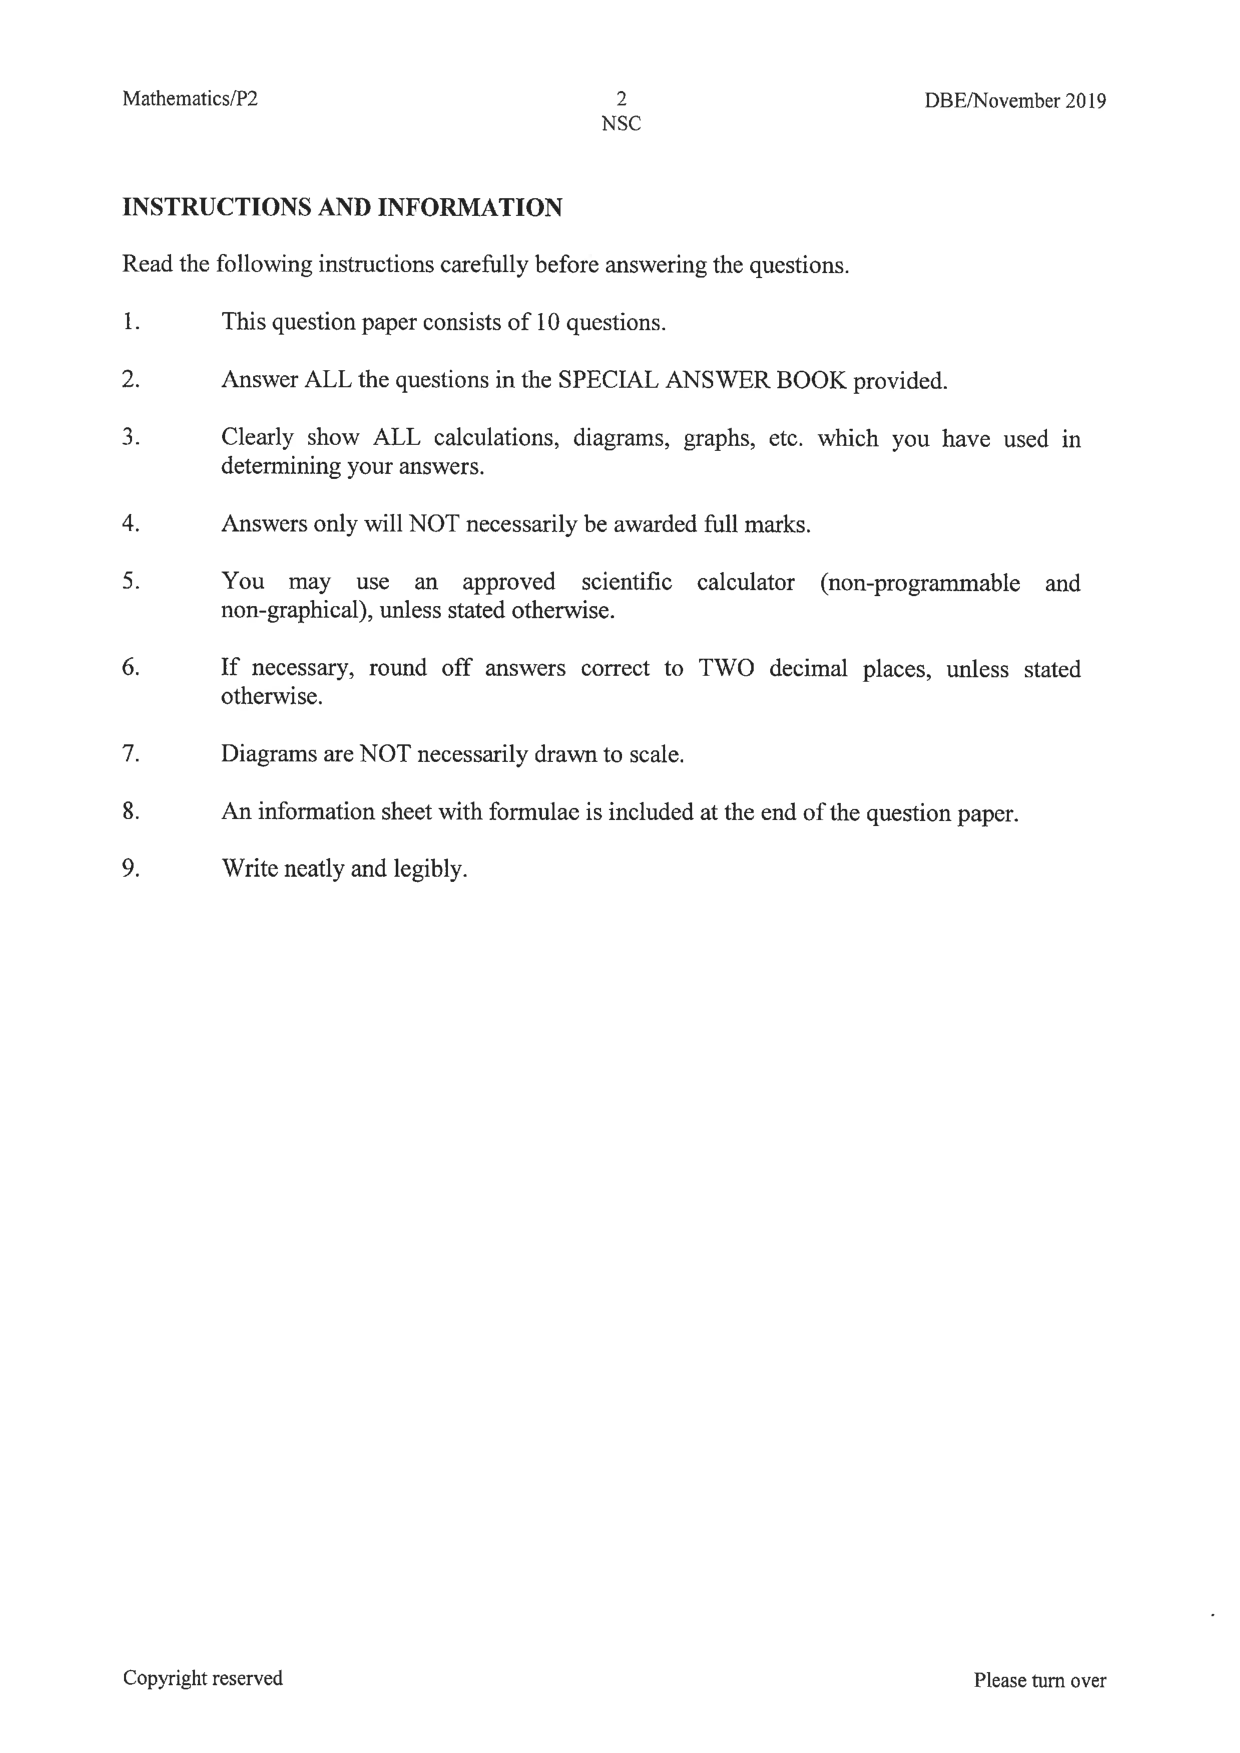 Mathematics/P2 2 DBE/November 2019
NSC
INSTRUCTIONS AND INFORMATION
Read the following instructions carefully before answering the questions.
1. This question paper consists of 10 questions.
2. Answer ALL the questions in the SPECIAL ANSWER BOOK provided.
3. Clearly show ALL calculations, diagrams, graphs, etc. which you have used in
determining your answers.
4. Answers only will NOT necessarily be awarded full marks.
5. You may use an approved scientific calculator (non-programmable and
non-graphical), unless stated otherwise.
6. If necessary, round off answers correct to TWO decimal places, unless stated
otherwise.
7. Diagrams are NOT necessarily drawn to scale.
8. An information sheet with formulae is included at the end of the question paper.
9. Write neatly and legibly.
Copyright reserved Please turn over